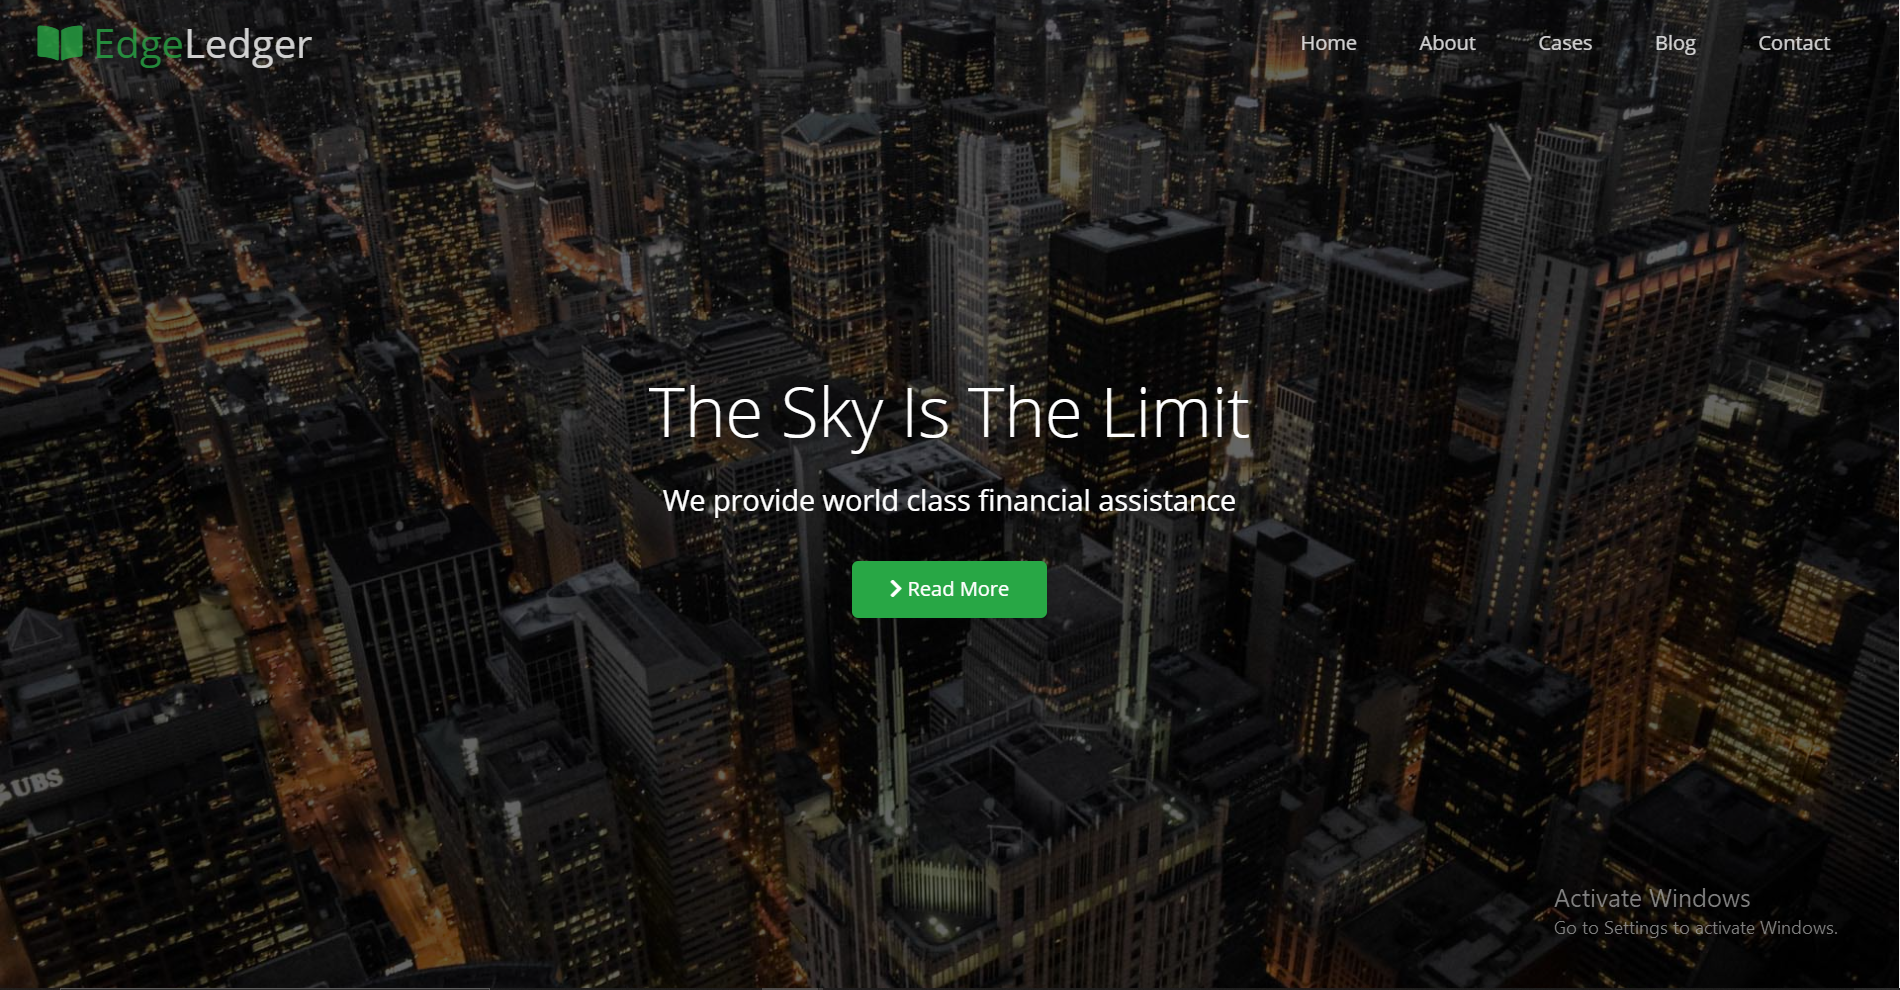 EdgeLedger
Home About Cases Blog Contact
The Sky Is The Limit
We provide world class financial assistance
Read More
UBS
Activate Windows
Go to Settings to activate Windows.